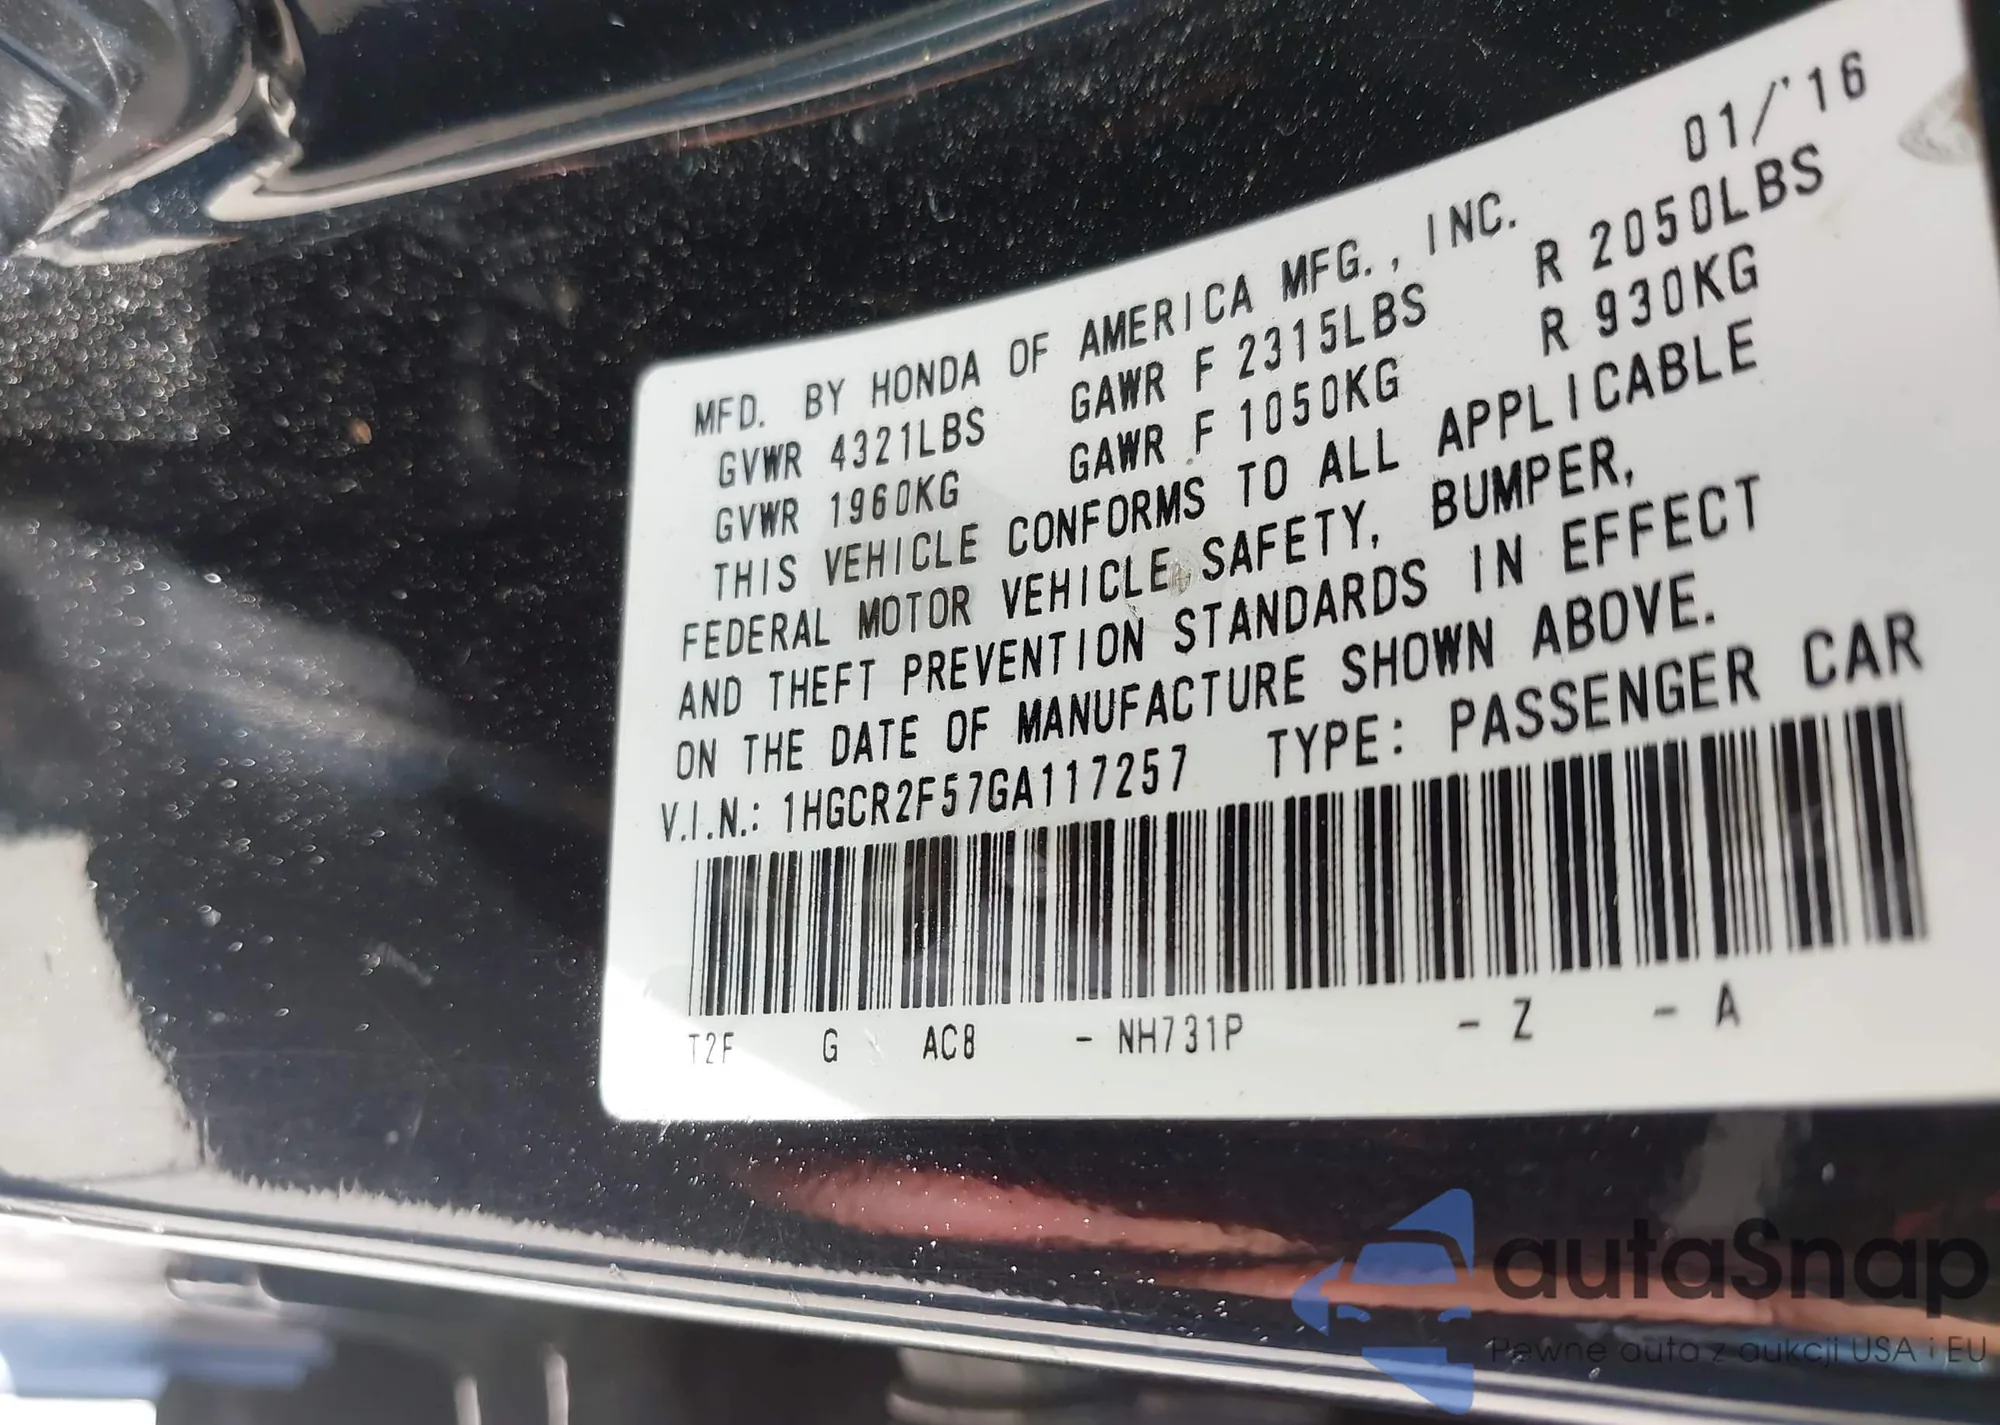 01/'16
MFD. BY HONDA OF AMERICA MFG., INC.
GVWR 4321LBS GAWR F 2315LBS R 2050LBS
GVWR 1960KG GAWR F 1050KG R 930KG
THIS VEHICLE CONFORMS TO ALL APPLICABLE
FEDERAL MOTOR VEHICLE SAFETY, BUMPER,
AND THEFT PREVENTION STANDARDS IN EFFECT
ON THE DATE OF MANUFACTURE SHOWN ABOVE.
V.I.N.: 1HGCR2F57GA117257 TYPE: PASSENGER CAR
T2F G AC8 - NH731P - Z - A
autaSnap
Pewne auta z aukcji USA i EU